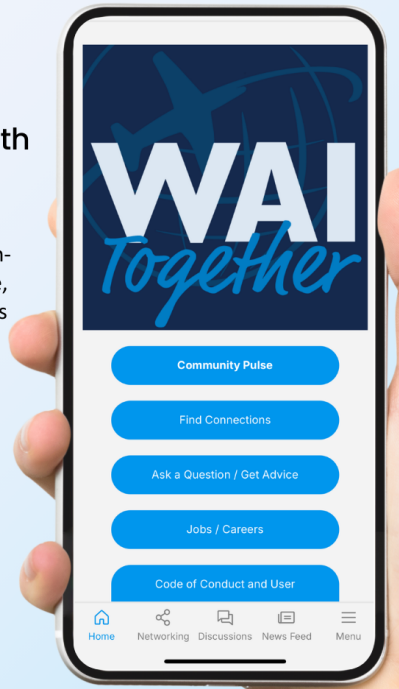 th
n-
e,
s
WAI
Together
Community Pulse
Find Connections
Ask a Question / Get Advice
Jobs / Careers
Code of Conduct and User
Home Networking Discussions News Feed Menu